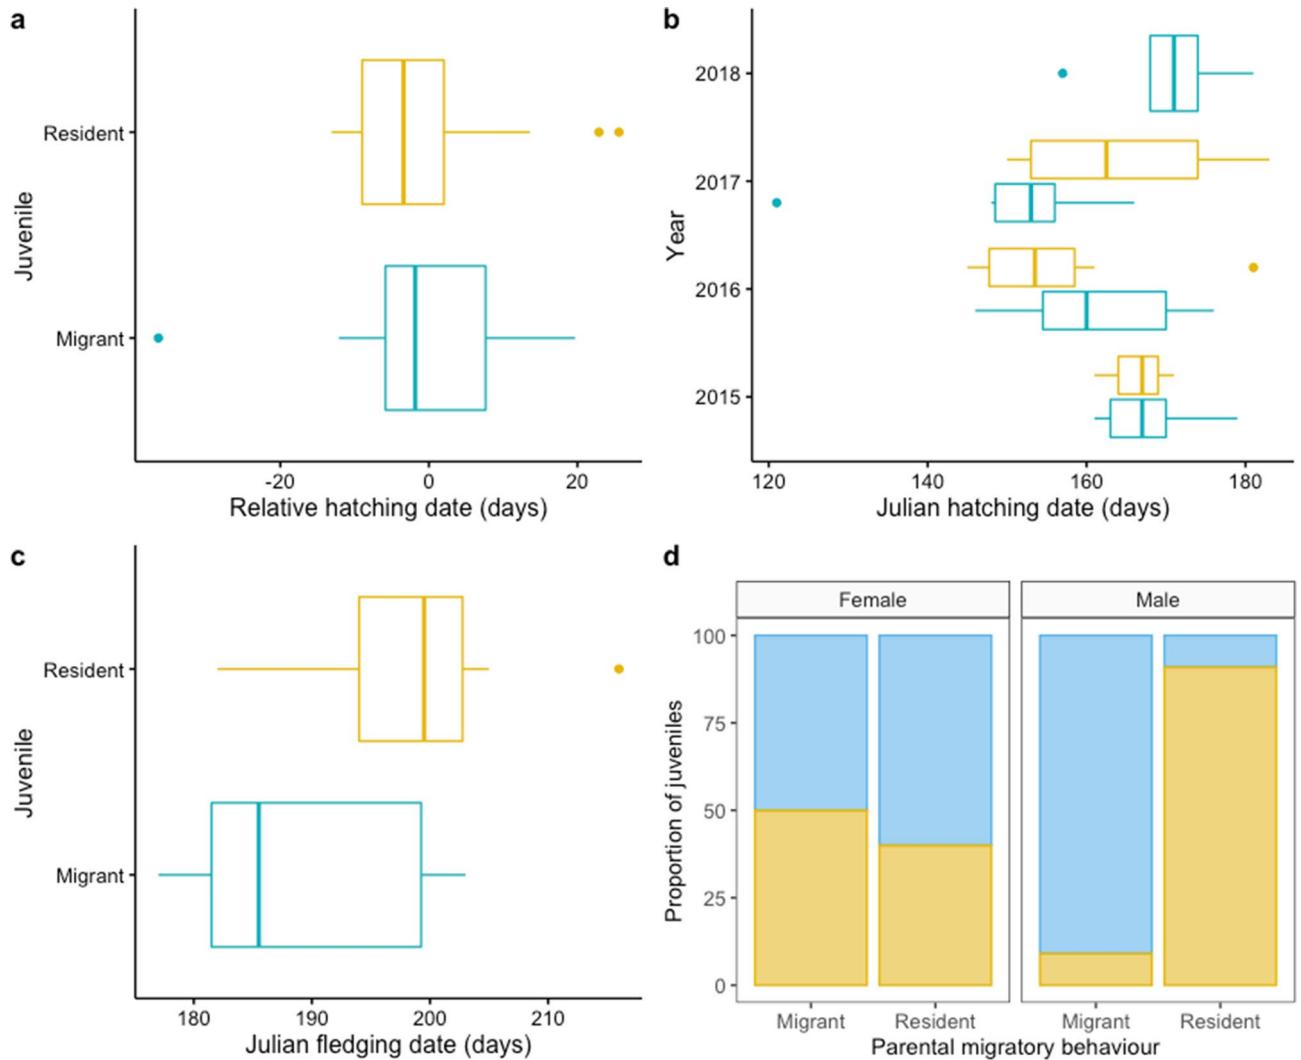 a
Resident
Migrant
Juvenile
-20 0 20
Relative hatching date (days)
b
2018
2017
2016
2015
Year
120 140 160 180
Julian hatching date (days)
c
Resident
Migrant
Juvenile
180 190 200 210
Julian fledging date (days)
d
Female Male
100
75
50
25
0
Proportion of juveniles
Migrant Resident Migrant Resident
Parental migratory behaviour